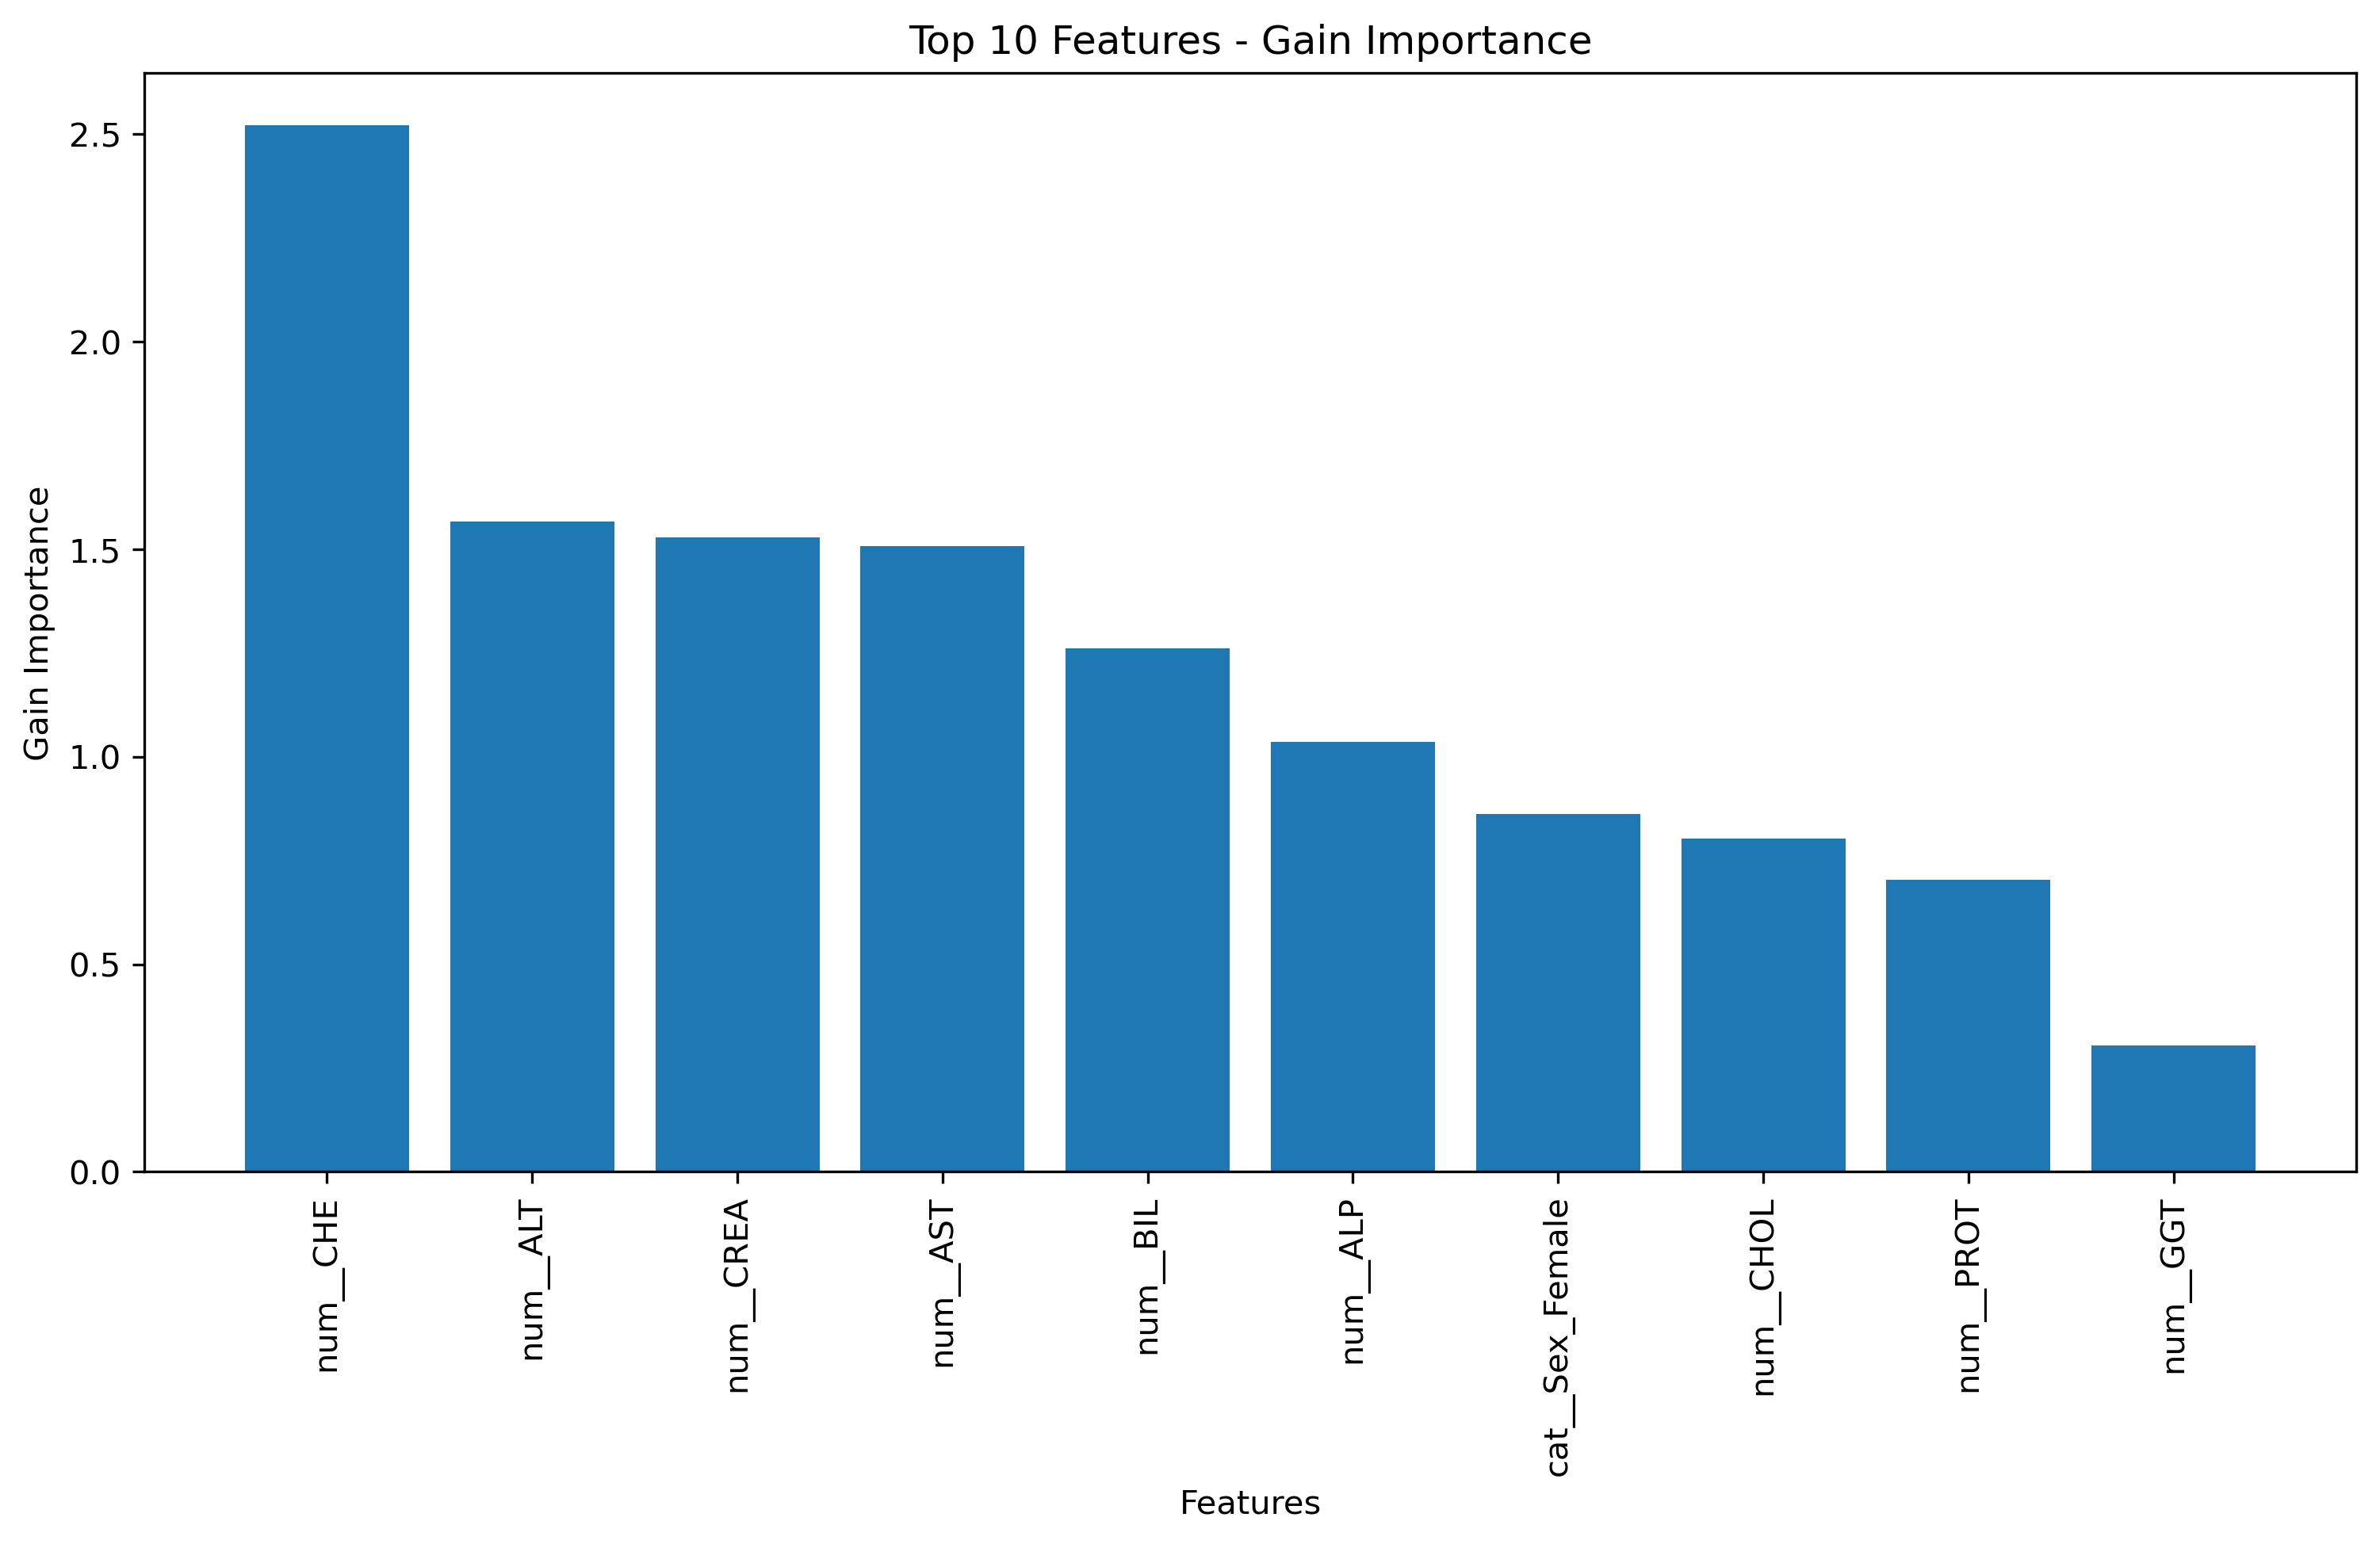 Top 10 Features - Gain Importance
Gain Importance
2.5
2.0
1.5
1.0
0.5
0.0
num__CHE
num__ALT
num__CREA
num__AST
num__BIL
num__ALP
cat__Sex_Female
num__CHOL
num__PROT
num__GGT
Features